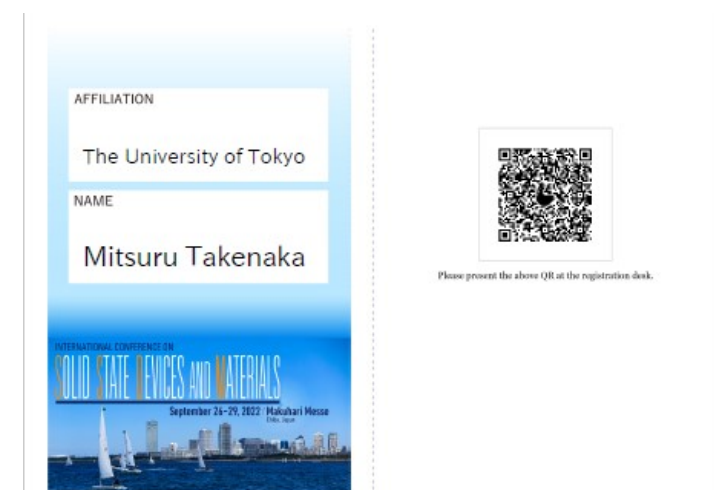 AFFILIATION
The University of Tokyo
NAME
Mitsuru Takenaka
INTERNATIONAL CONFERENCE ON
SOLID STATE DEVICES AND MATERIALS
September 26-29, 2022 / Makuhari Messe
Chiba, Japan
Please present the above QR at the registration desk.